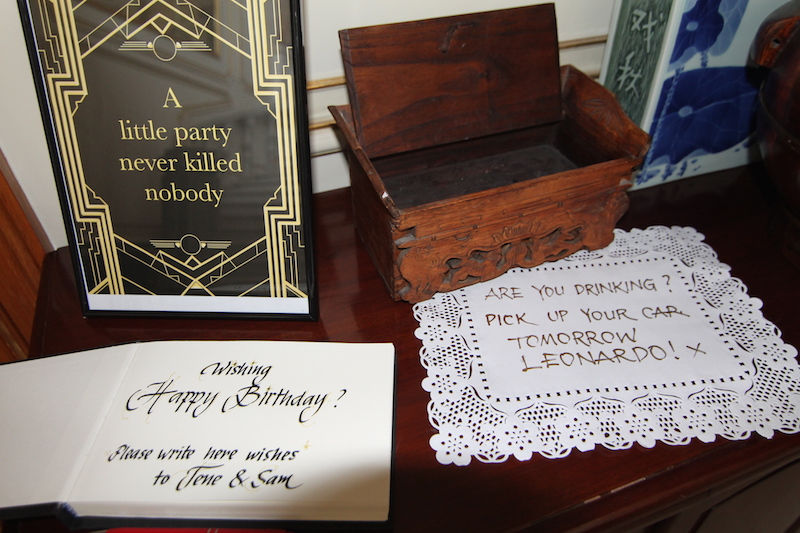 A
little party
never killed
nobody
ARE YOU DRINKING?
PICK UP YOUR CAR
TOMORROW
LEONARDO! X
Wishing
Happy Birthday?
Please write here wishes
to Tene & Sam